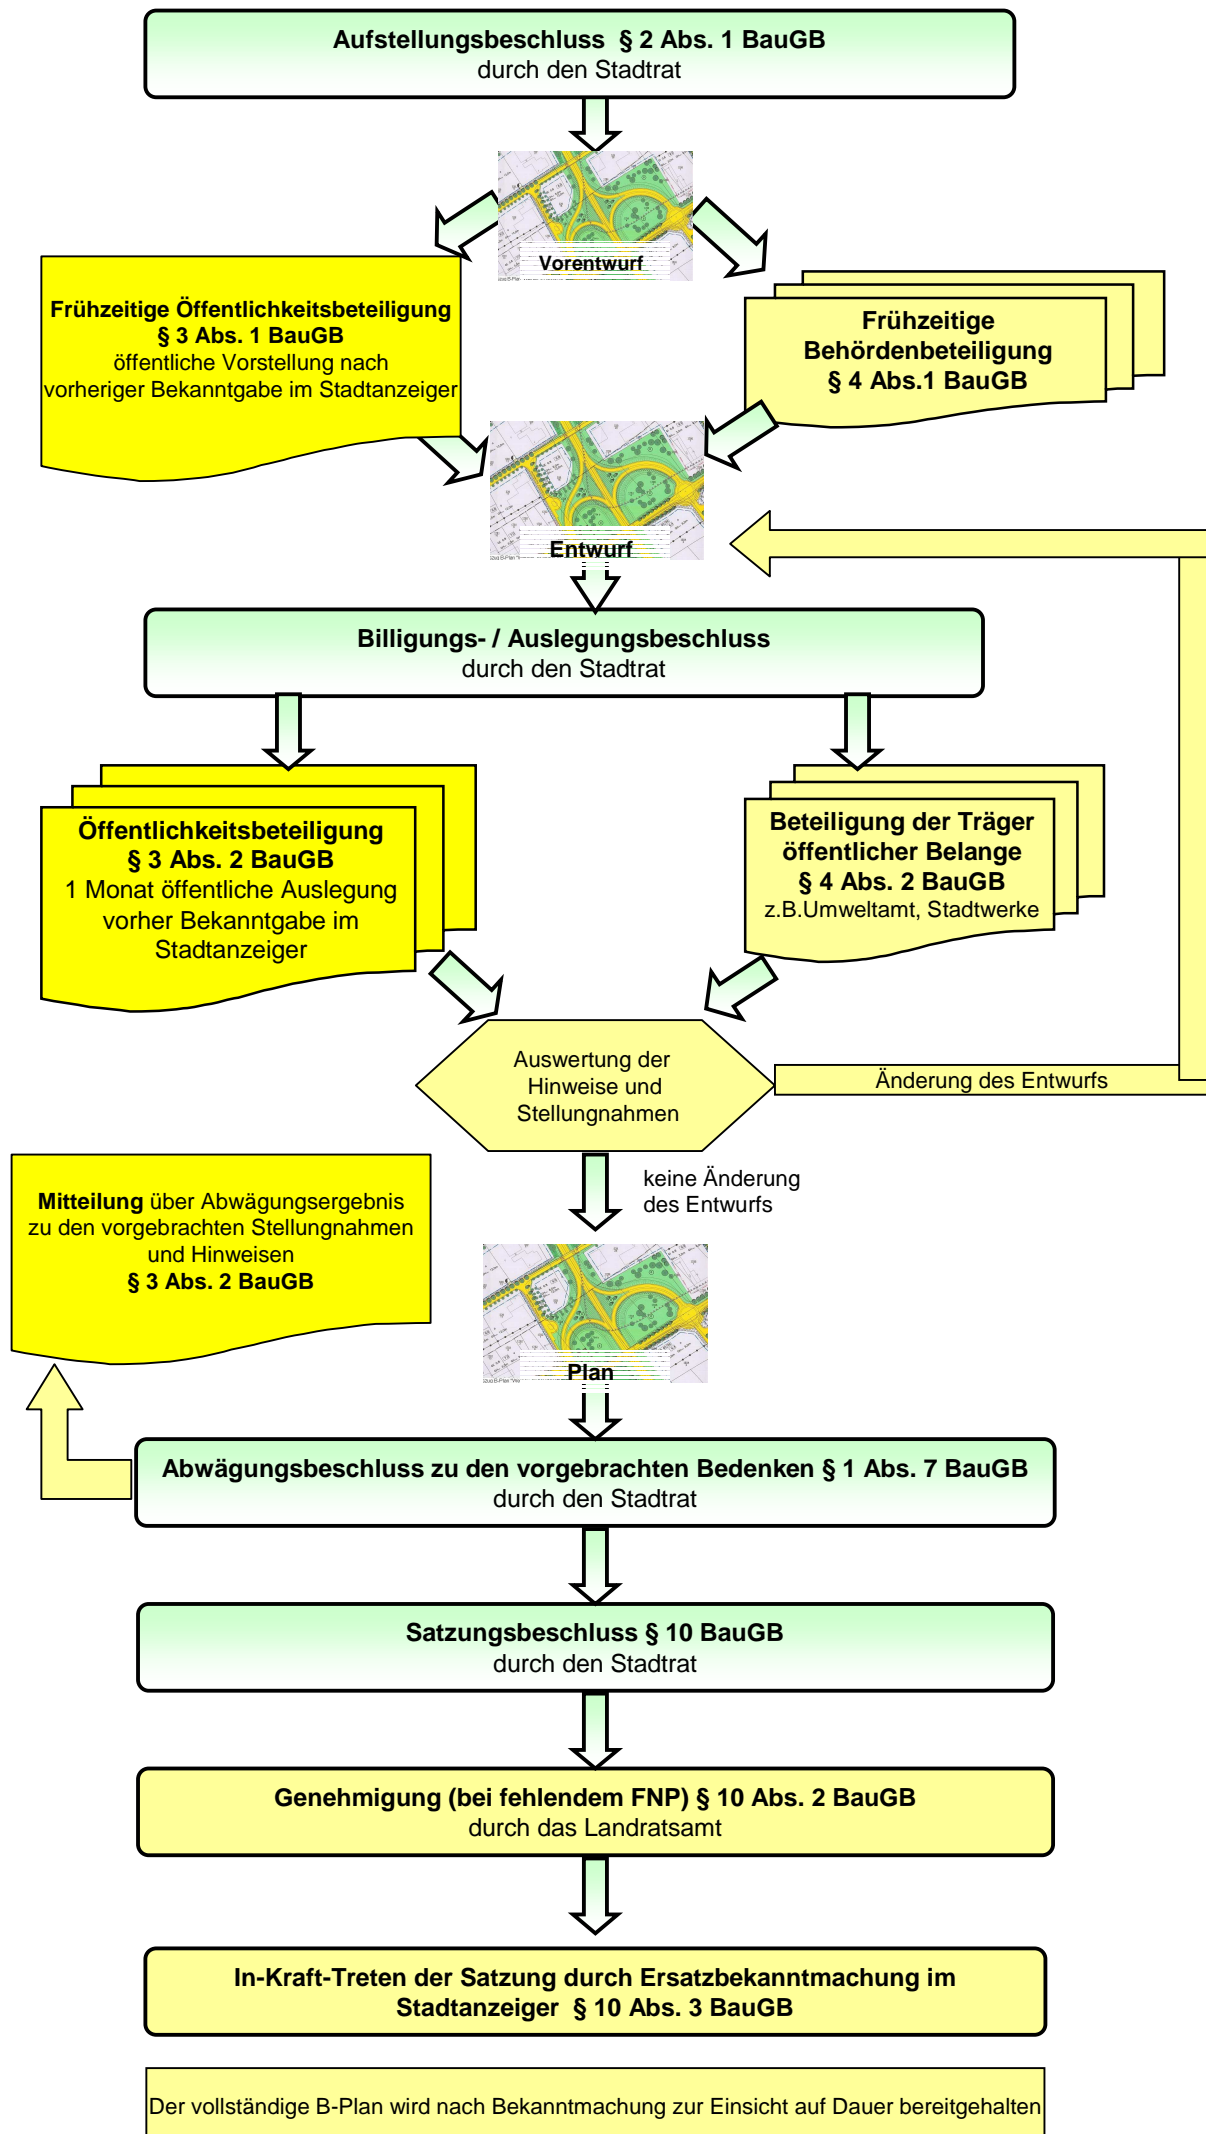 Aufstellungsbeschluss § 2 Abs. 1 BauGB
durch den Stadtrat
Vorentwurf
Frühzeitige Öffentlichkeitsbeteiligung
§ 3 Abs. 1 BauGB
öffentliche Vorstellung nach
vorheriger Bekanntgabe im Stadtanzeiger
Frühzeitige
Behördenbeteiligung
§ 4 Abs.1 BauGB
Entwurf
Billigungs- / Auslegungsbeschluss
durch den Stadtrat
Öffentlichkeitsbeteiligung
§ 3 Abs. 2 BauGB
1 Monat öffentliche Auslegung
vorher Bekanntgabe im
Stadtanzeiger
Beteiligung der Träger
öffentlicher Belange
§ 4 Abs. 2 BauGB
z.B.Umweltamt, Stadtwerke
Auswertung der
Hinweise und
Stellungnahmen
Änderung des Entwurfs
keine Änderung
des Entwurfs
Mitteilung über Abwägungsergebnis
zu den vorgebrachten Stellungnahmen
und Hinweisen
§ 3 Abs. 2 BauGB
Plan
Abwägungsbeschluss zu den vorgebrachten Bedenken § 1 Abs. 7 BauGB
durch den Stadtrat
Satzungsbeschluss § 10 BauGB
durch den Stadtrat
Genehmigung (bei fehlendem FNP) § 10 Abs. 2 BauGB
durch das Landratsamt
In-Kraft-Treten der Satzung durch Ersatzbekanntmachung im
Stadtanzeiger § 10 Abs. 3 BauGB
Der vollständige B-Plan wird nach Bekanntmachung zur Einsicht auf Dauer bereitgehalten